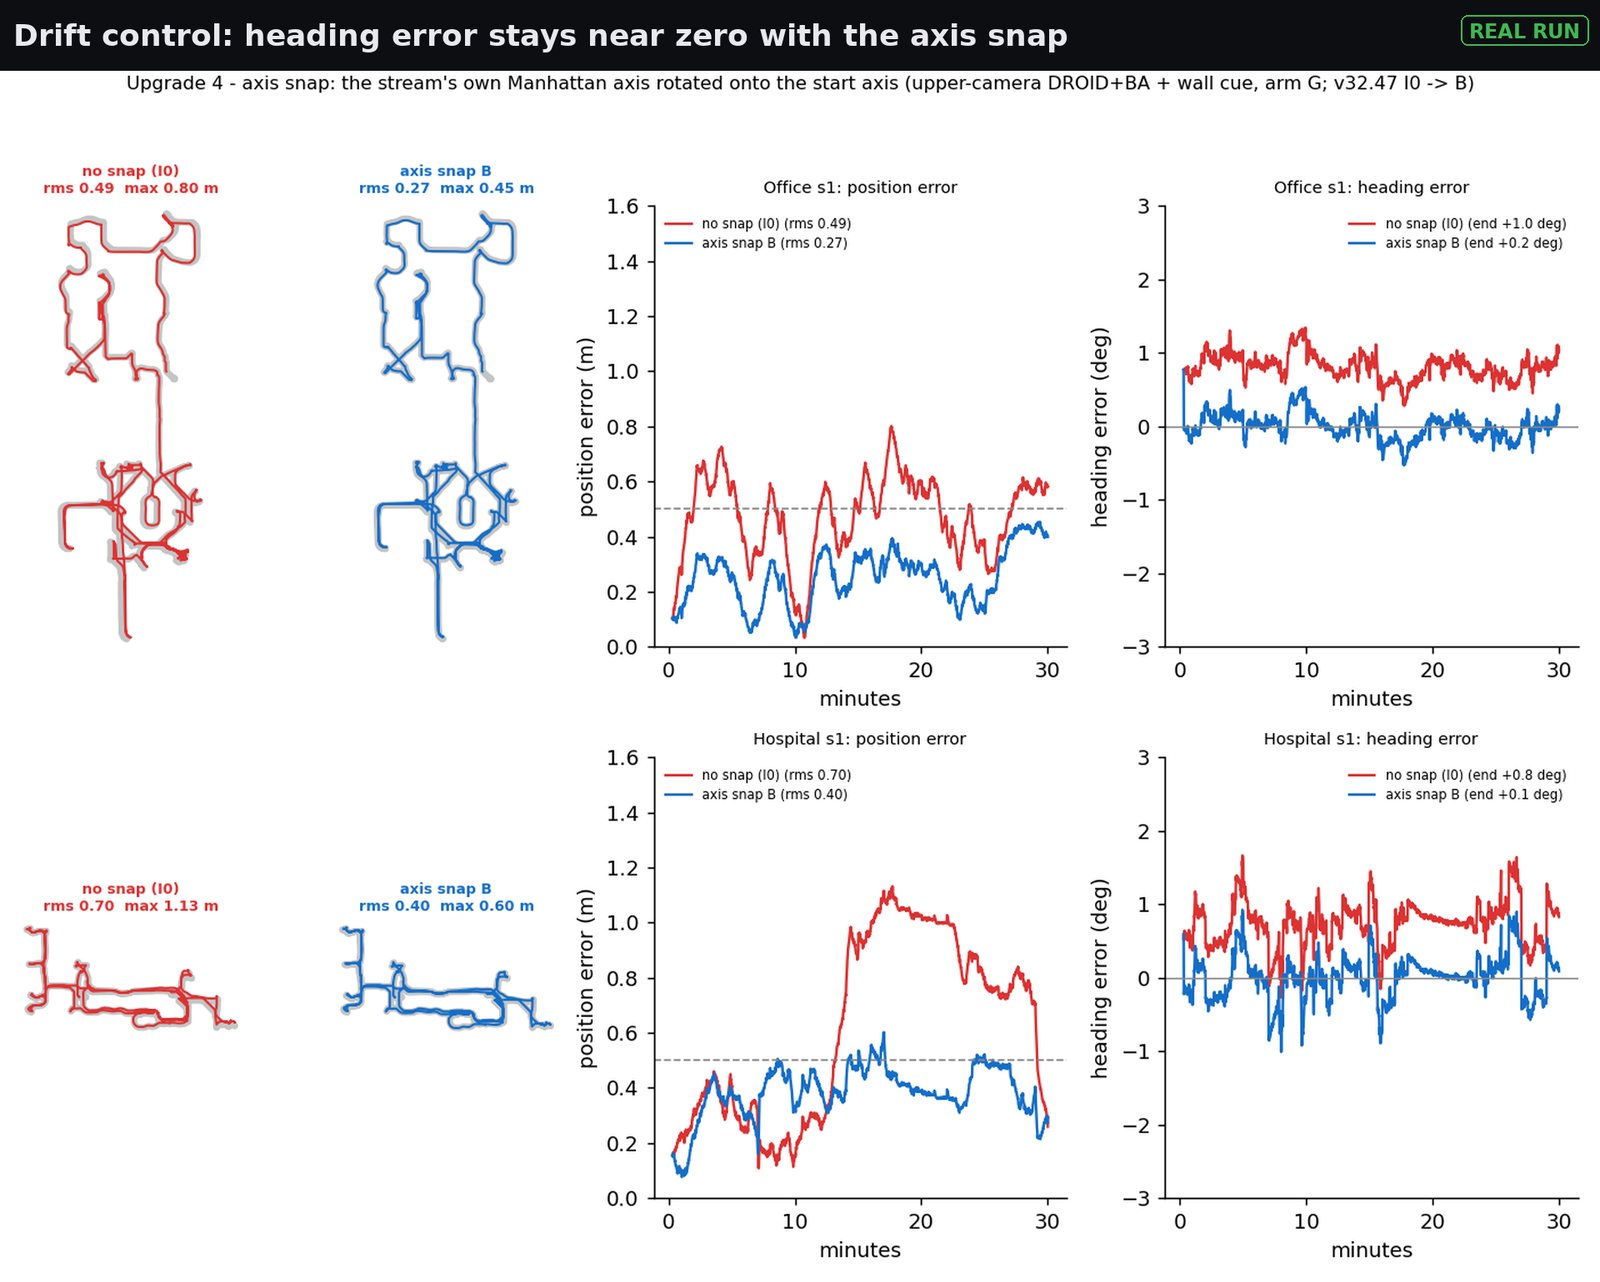 Drift control: heading error stays near zero with the axis snap
REAL RUN
Upgrade 4 - axis snap: the stream's own Manhattan axis rotated onto the start axis (upper-camera DROID+BA + wall cue, arm G; v32.47 I0 -> B)
no snap (I0)
rms 0.49  max 0.80 m
axis snap B
rms 0.27  max 0.45 m
Office s1: position error
no snap (I0) (rms 0.49)
axis snap B (rms 0.27)
position error (m)
1.6
1.4
1.2
1.0
0.8
0.6
0.4
0.2
0.0
0 10 20 30
minutes
Office s1: heading error
no snap (I0) (end +1.0 deg)
axis snap B (end +0.2 deg)
heading error (deg)
3
2
1
0
−1
−2
−3
0 10 20 30
minutes
no snap (I0)
rms 0.70  max 1.13 m
axis snap B
rms 0.40  max 0.60 m
Hospital s1: position error
no snap (I0) (rms 0.70)
axis snap B (rms 0.40)
position error (m)
1.6
1.4
1.2
1.0
0.8
0.6
0.4
0.2
0.0
0 10 20 30
minutes
Hospital s1: heading error
no snap (I0) (end +0.8 deg)
axis snap B (end +0.1 deg)
heading error (deg)
3
2
1
0
−1
−2
−3
0 10 20 30
minutes